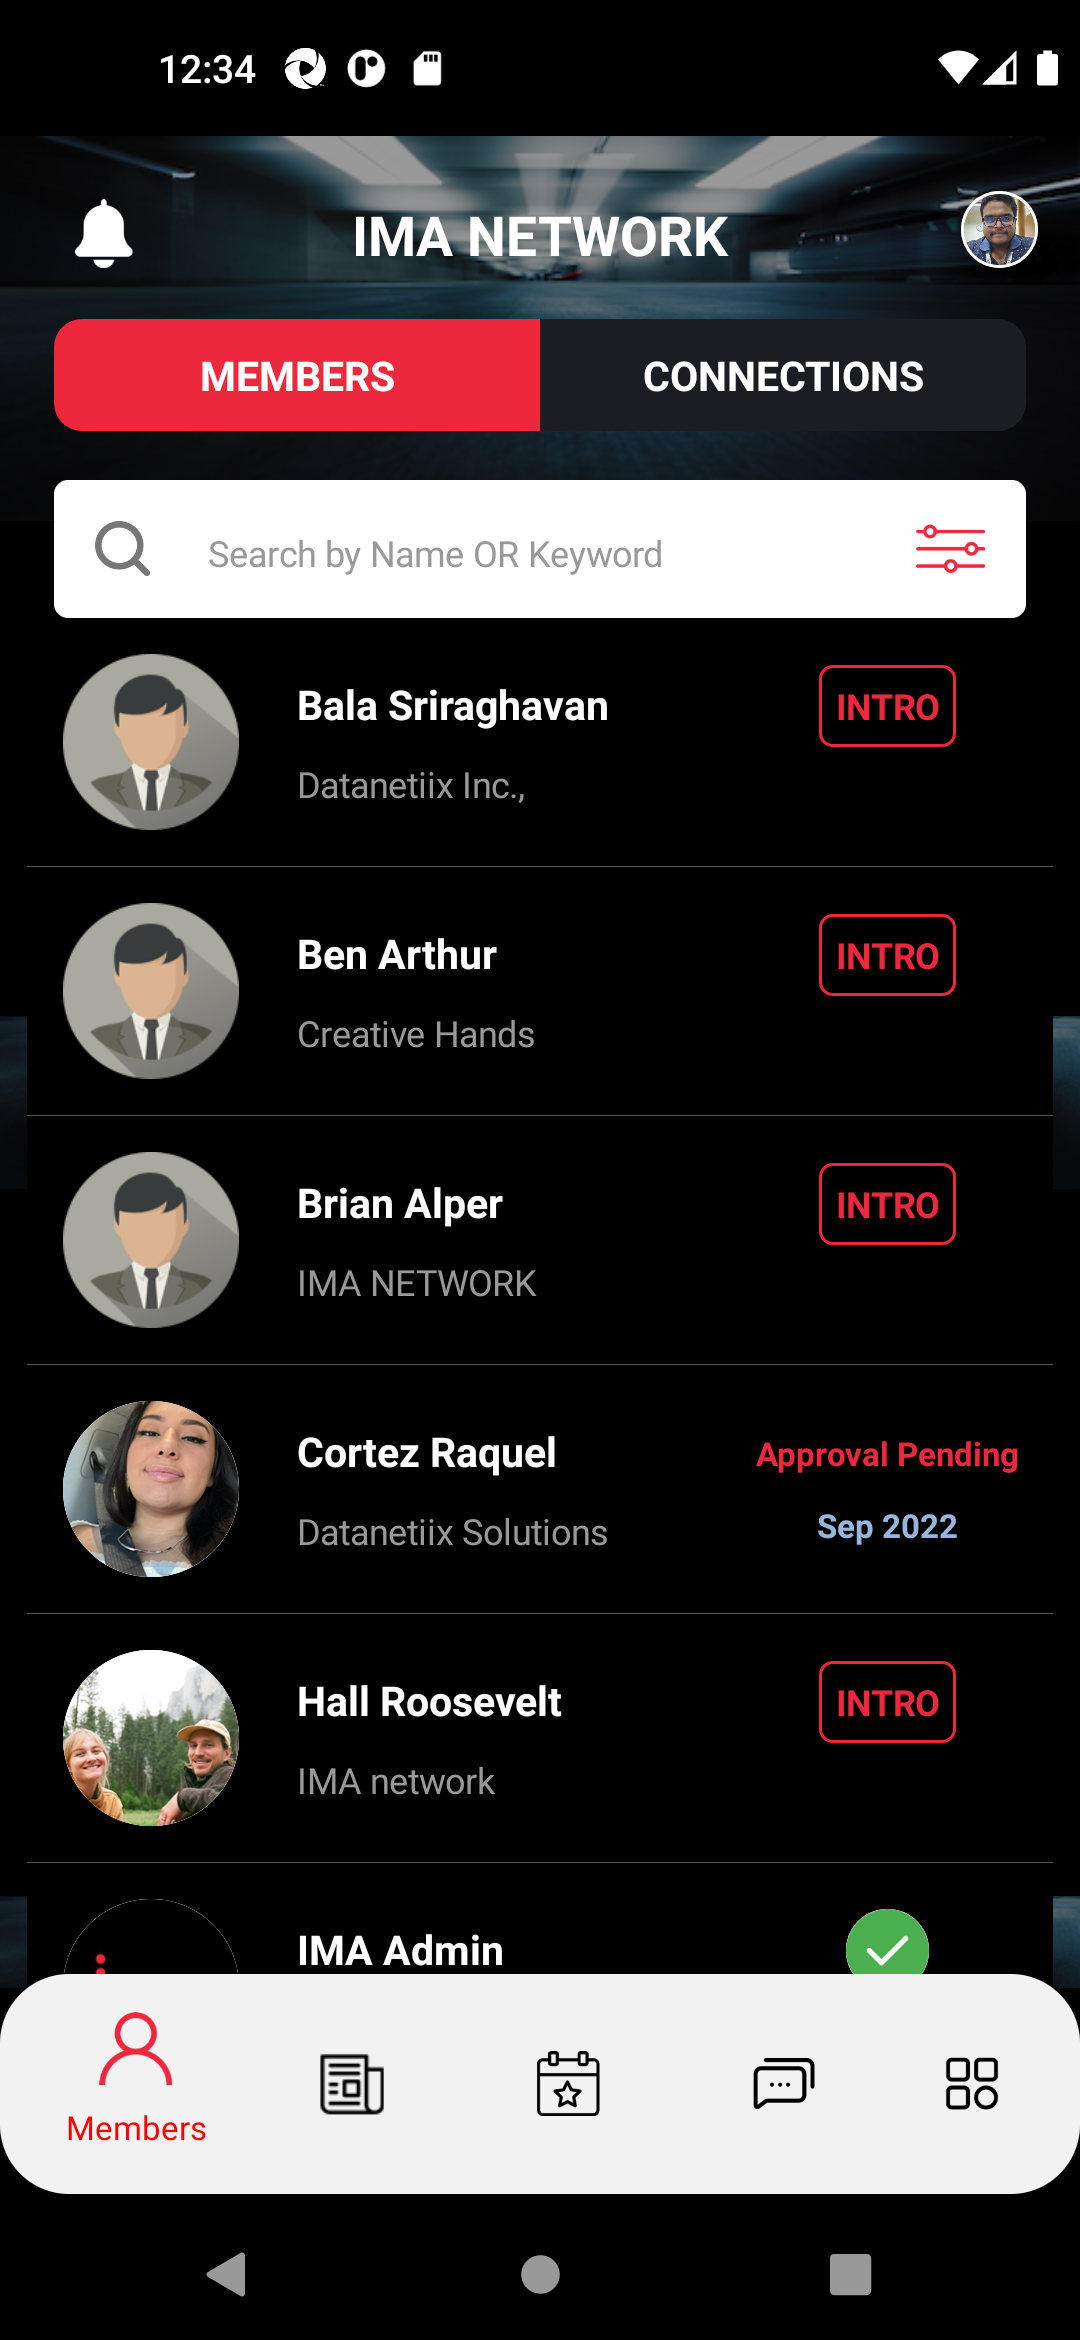 12:34
IMA NETWORK
MEMBERS
CONNECTIONS
Search by Name OR Keyword
Bala Sriraghavan
INTRO
Datanetiix Inc.,
Ben Arthur
INTRO
Creative Hands
Brian Alper
INTRO
IMA NETWORK
Cortez Raquel
Approval Pending
Datanetiix Solutions
Sep 2022
Hall Roosevelt
INTRO
IMA network
IMA Admin
Members